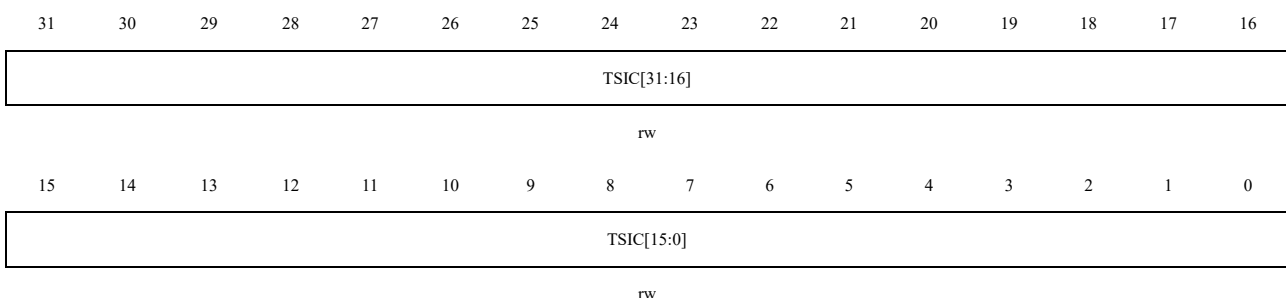 31 30 29 28 27 26 25 24 23 22 21 20 19 18 17 16
TSIC[31:16]
rw
15 14 13 12 11 10 9 8 7 6 5 4 3 2 1 0
TSIC[15:0]
rw